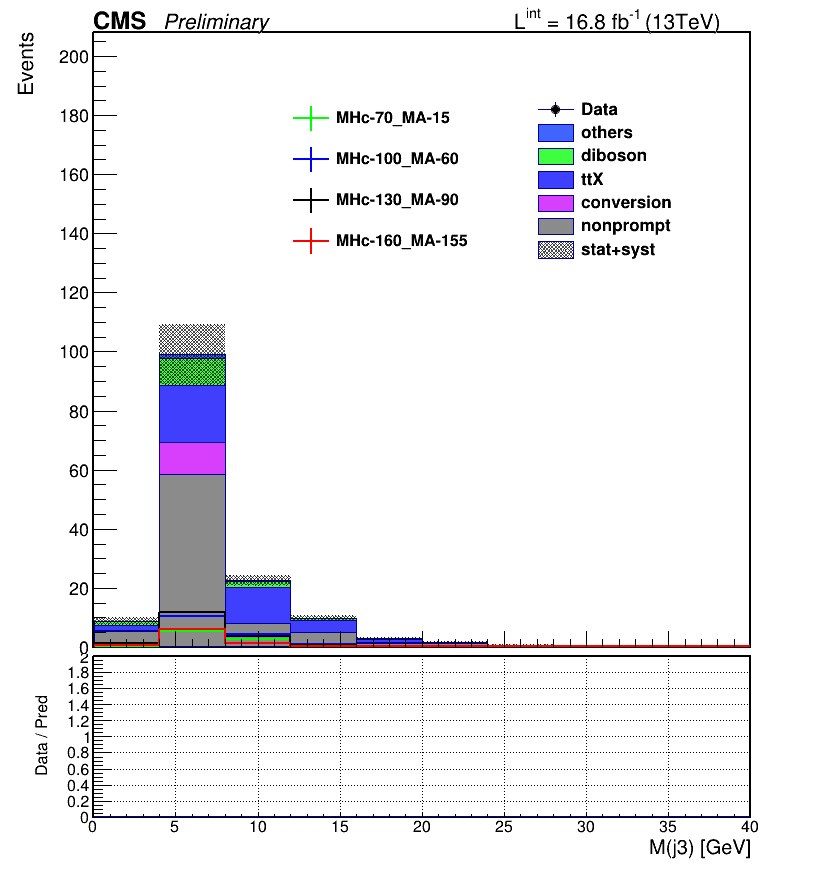 CMS Preliminary L^int = 16.8 fb^-1 (13TeV)
Events
200
180
160
140
120
100
80
60
40
20
0
MHc-70_MA-15
MHc-100_MA-60
MHc-130_MA-90
MHc-160_MA-155
Data
others
diboson
ttX
conversion
nonprompt
stat+syst
Data / Pred
2
1.8
1.6
1.4
1.2
1
0.8
0.6
0.4
0.2
0
0 5 10 15 20 25 30 35 40
M(j3) [GeV]